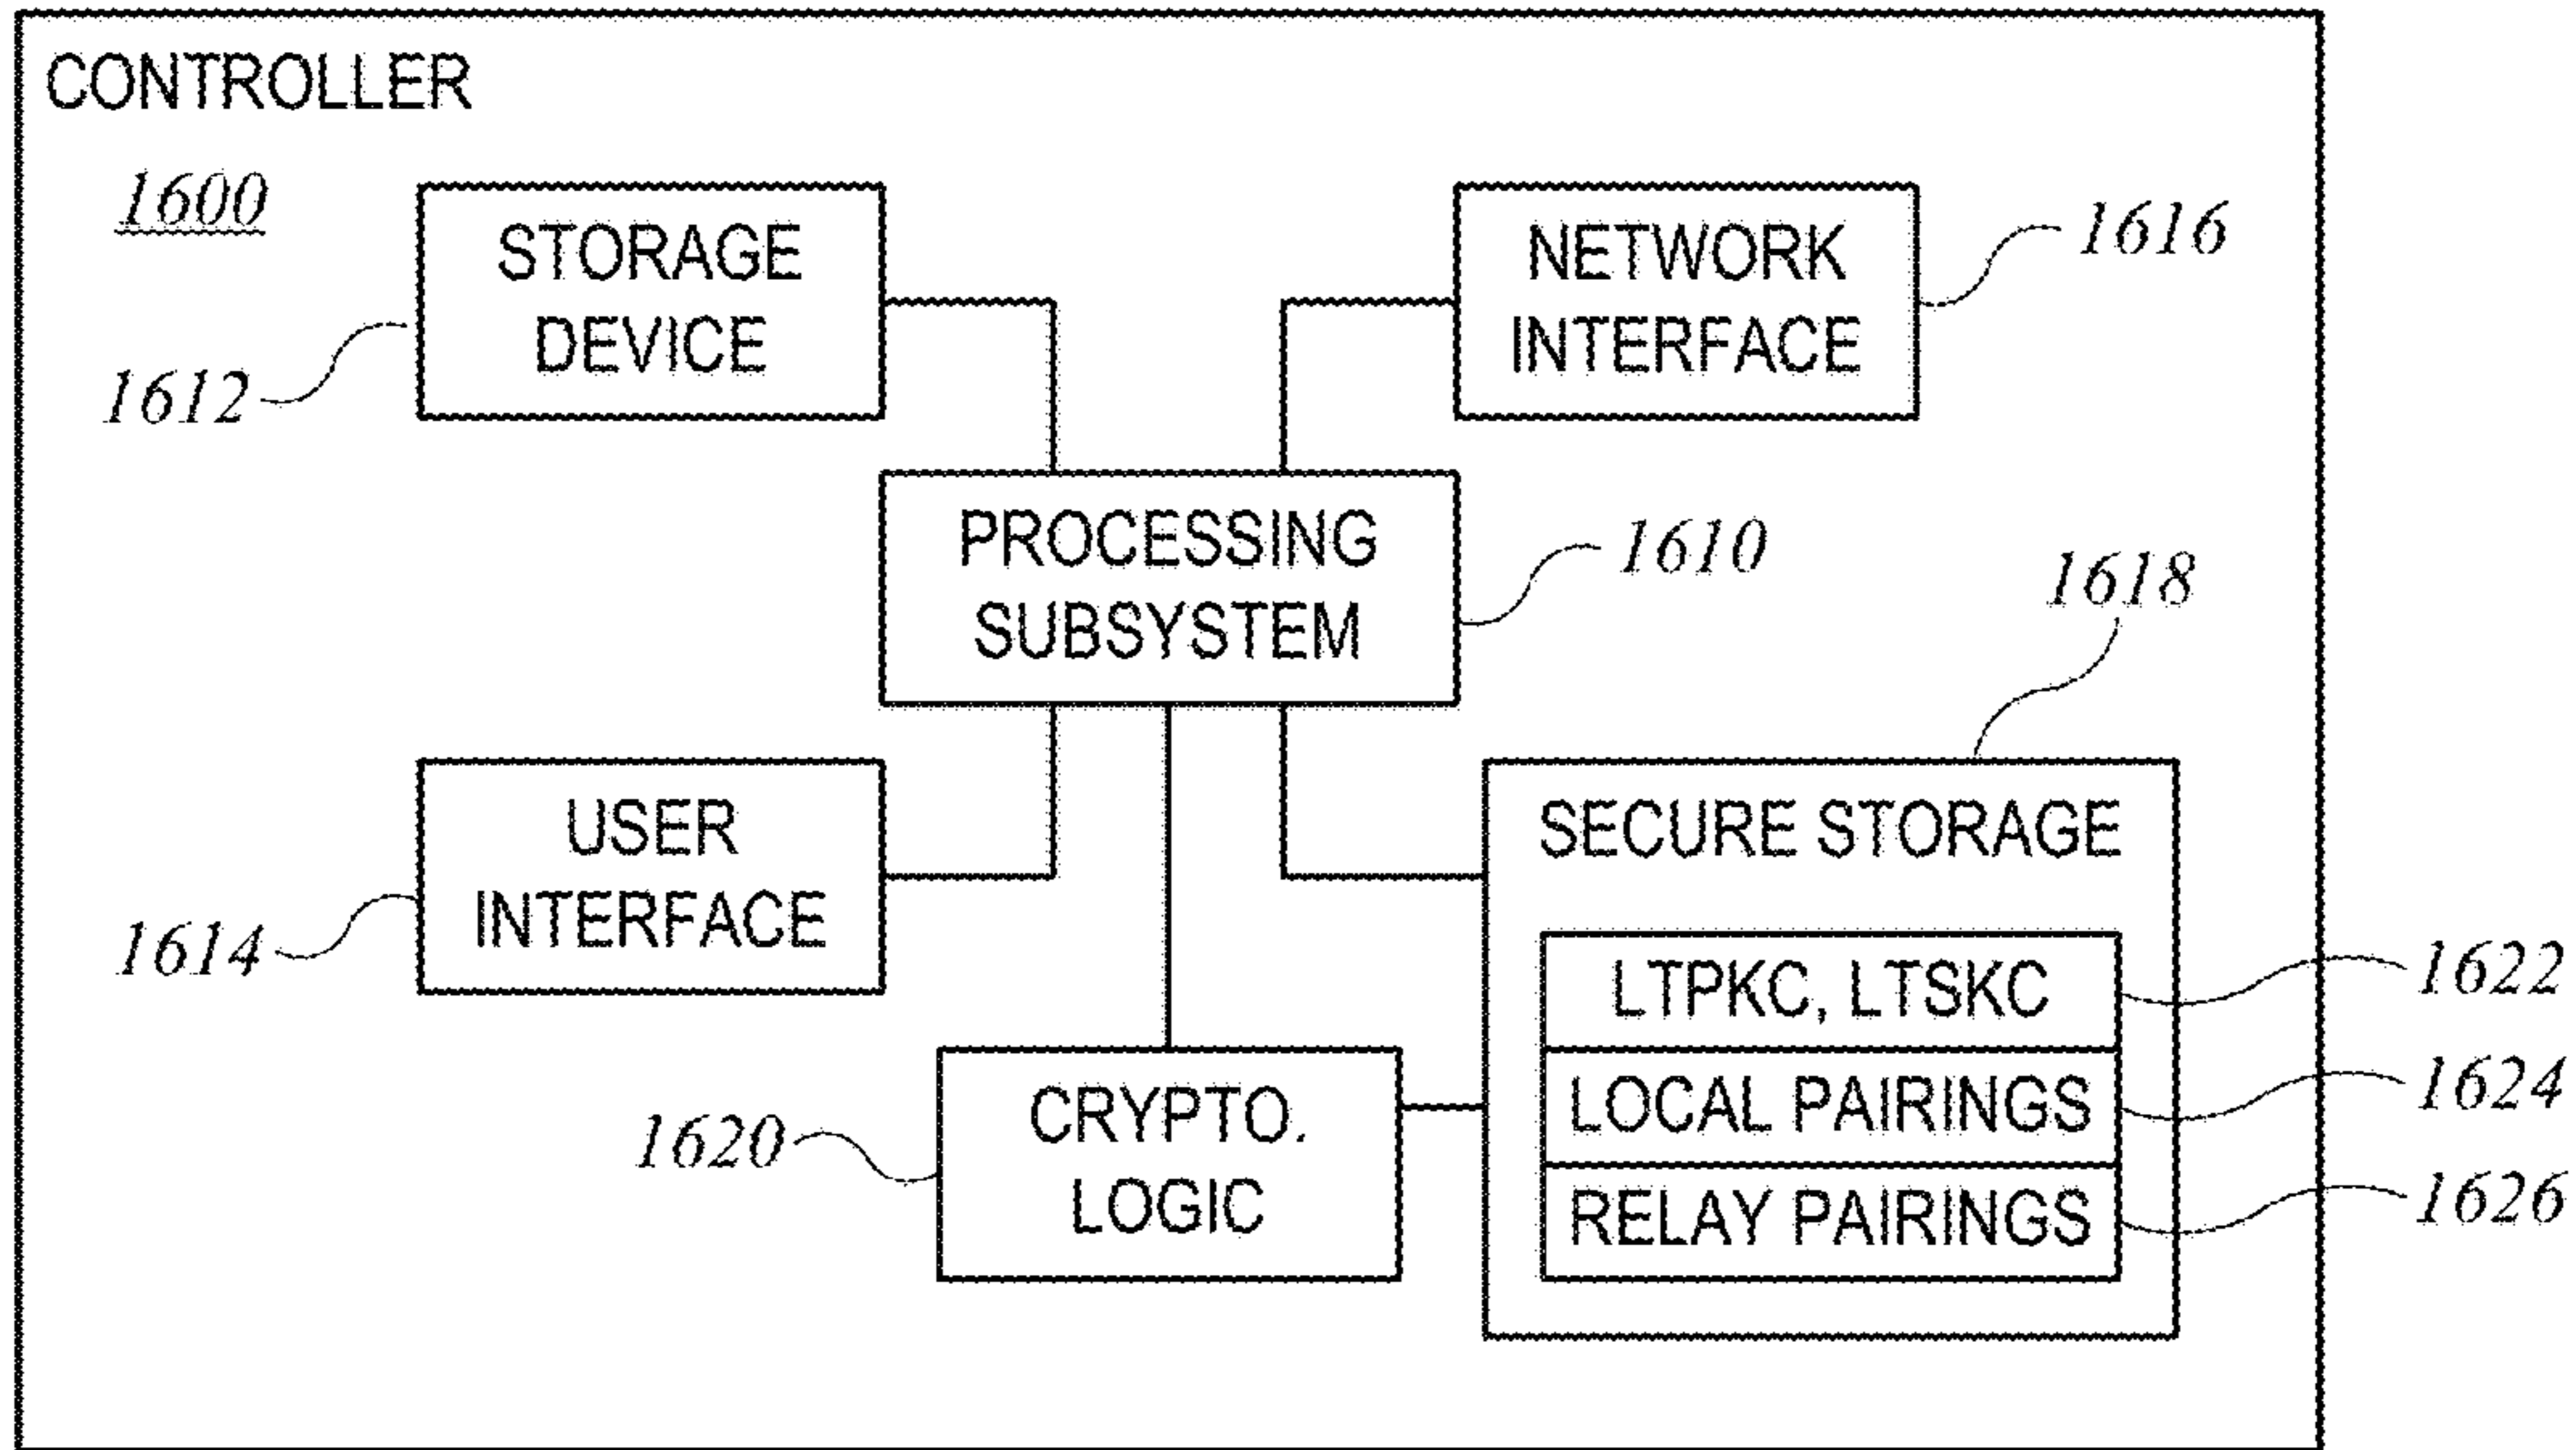 CONTROLLER
1600
STORAGE
DEVICE
1612
NETWORK
INTERFACE
1616
PROCESSING
SUBSYSTEM
1610
1618
USER
INTERFACE
1614
SECURE STORAGE
LTPKC, LTSKC
1622
LOCAL PAIRINGS
1624
RELAY PAIRINGS
1626
CRYPTO.
LOGIC
1620